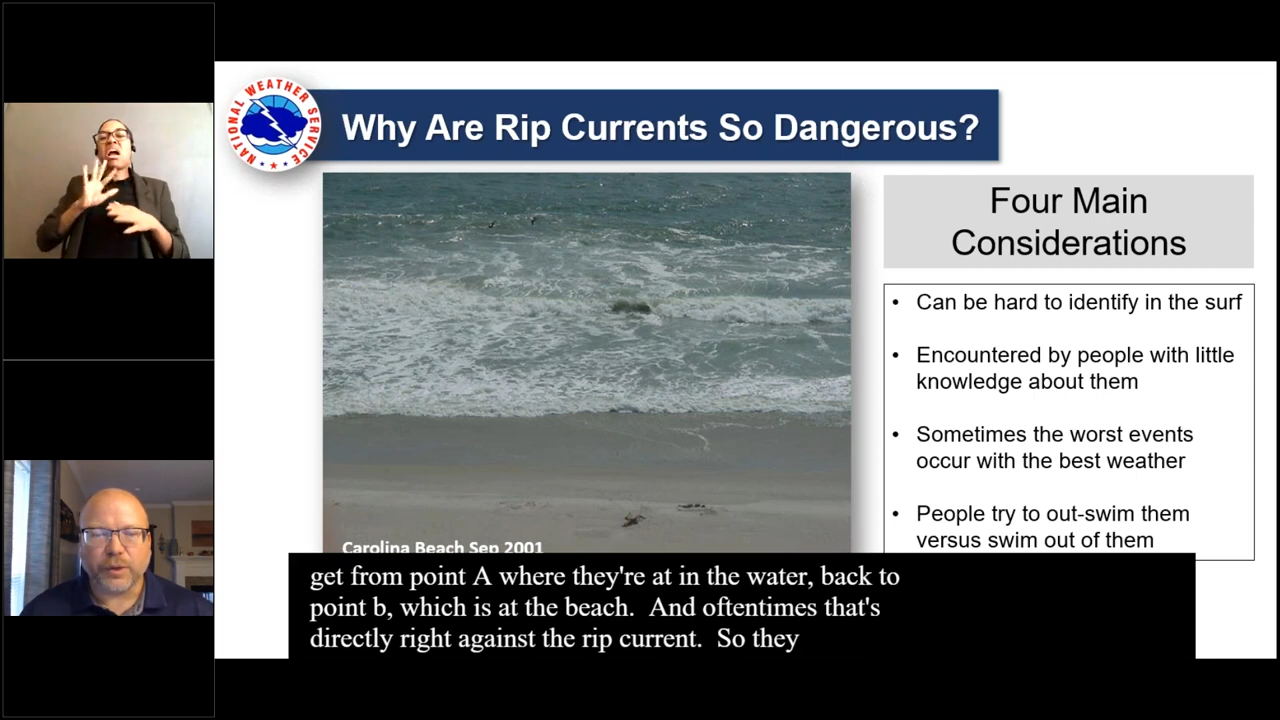 NATIONAL WEATHER SERVICE
Why Are Rip Currents So Dangerous?
Four Main
Considerations
• Can be hard to identify in the surf
• Encountered by people with little
knowledge about them
• Sometimes the worst events
occur with the best weather
• People try to out-swim them
versus swim out of them
Carolina Beach Sep 2001
get from point A where they're at in the water, back to
point b, which is at the beach.  And oftentimes that's
directly right against the rip current.  So they